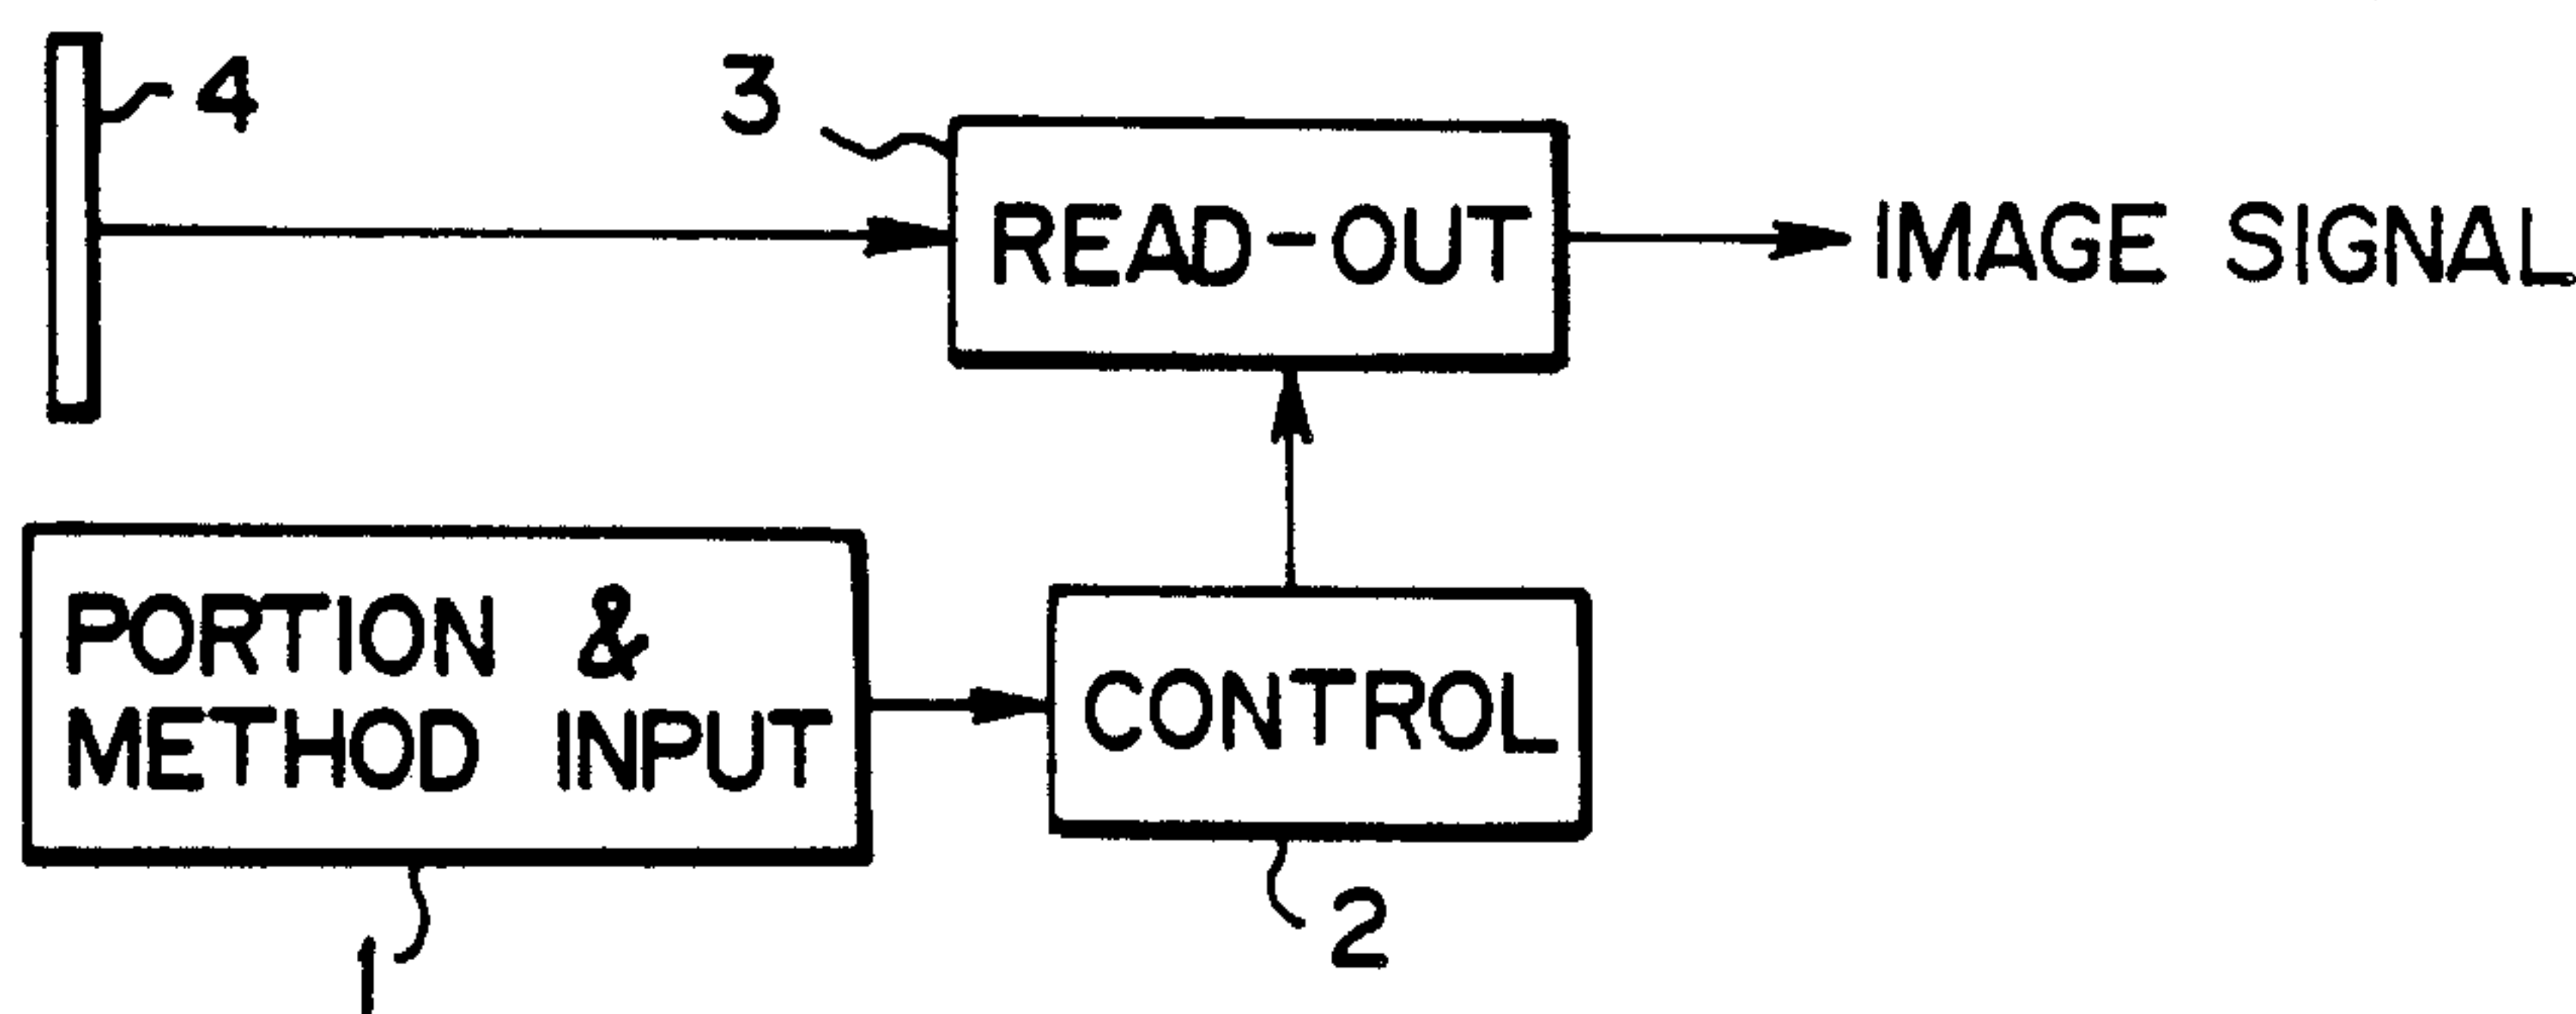 4
3
READ-OUT
IMAGE SIGNAL
PORTION &
METHOD INPUT
CONTROL
1
2